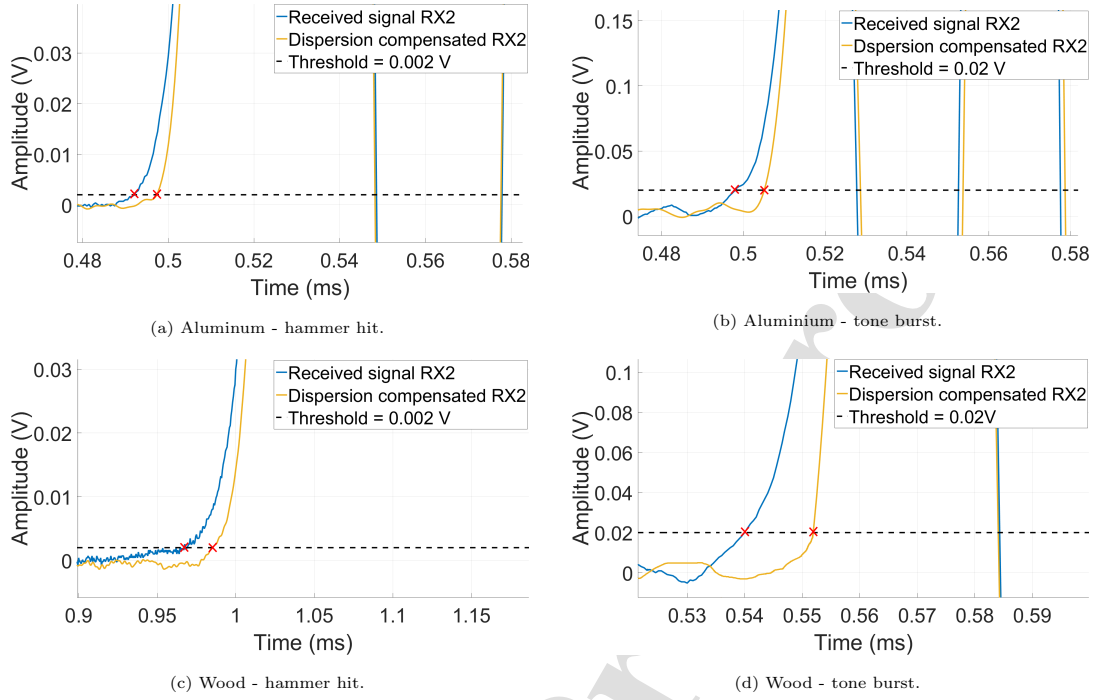 Amplitude (V)
0.03
0.02
0.01
0
Received signal RX2
Dispersion compensated RX2
Threshold = 0.002 V
0.48 0.5 0.52 0.54 0.56 0.58
Time (ms)
(a) Aluminum - hammer hit.
Amplitude (V)
0.15
0.1
0.05
0
Received signal RX2
Dspersion compensated RX2
Threshold = 0.02 V
0.48 0.5 0.52 0.54 0.56 0.58
Time (ms)
(b) Aluminium - tone burst.
Amplitude (V)
0.03
0.02
0.01
0
Received signal RX2
Dispersion compensated RX2
Threshold = 0.002 V
0.9 0.95 1 1.05 1.1 1.15
Time (ms)
(c) Wood - hammer hit.
Amplitude (V)
0.1
0.08
0.06
0.04
0.02
0
Received signal RX2
Dispersion compensated RX2
Threshold = 0.02V
0.53 0.54 0.55 0.56 0.57 0.58 0.59
Time (ms)
(d) Wood - tone burst.